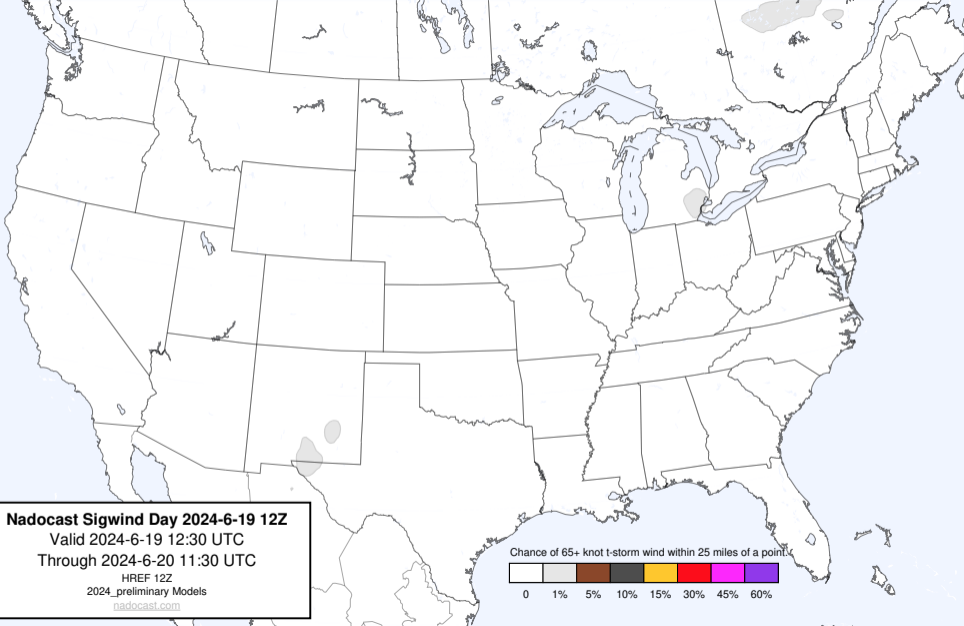 Nadocast Sigwind Day 2024-6-19 12Z
Valid 2024-6-19 12:30 UTC
Through 2024-6-20 11:30 UTC
HREF 12Z
2024_preliminary Models
nadocast.com
Chance of 65+ knot t-storm wind within 25 miles of a point.
0 1% 5% 10% 15% 30% 45% 60%